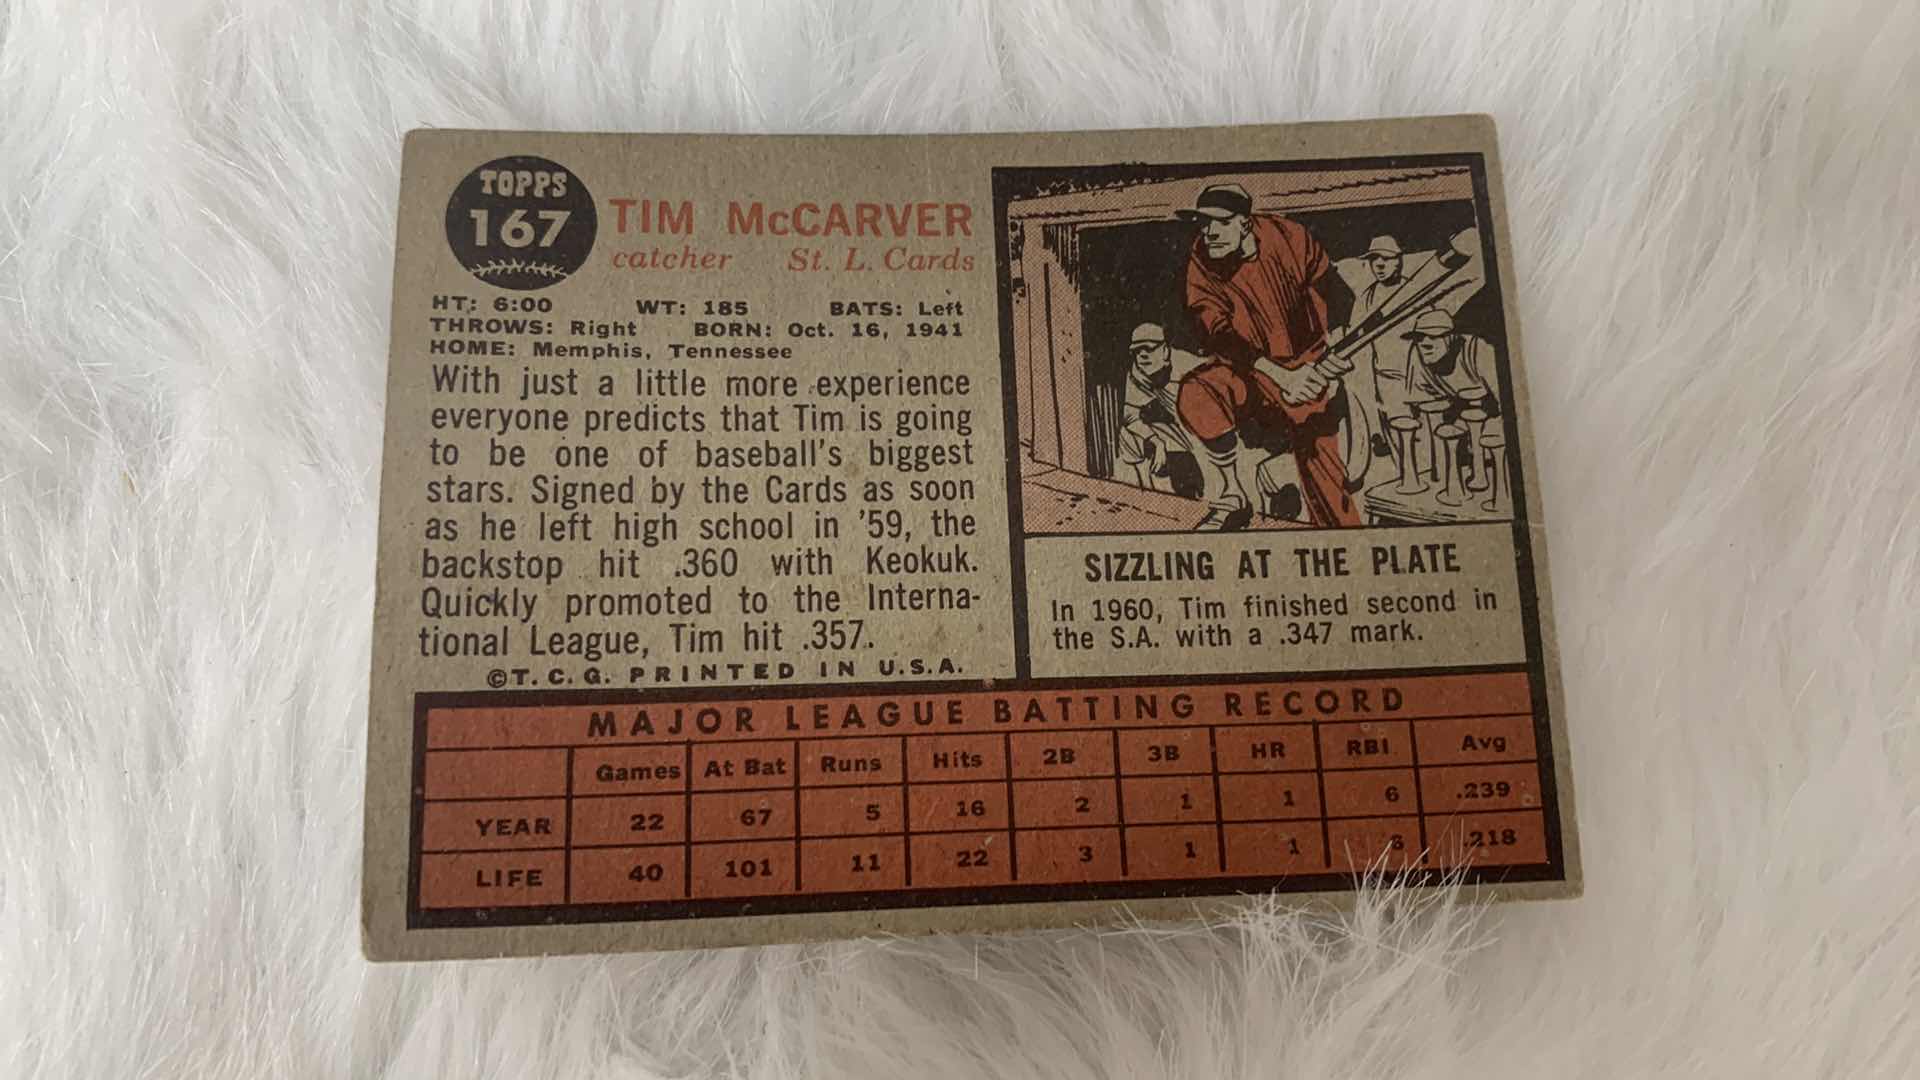 TOPPS
167
TIM McCARVER
catcher St. L. Cards
HT: 6:00 WT: 185 BATS: Left
THROWS: Right BORN: Oct. 16, 1941
HOME: Memphis, Tennessee
With just a little more experience
everyone predicts that Tim is going
to be one of baseball's biggest
stars. Signed by the Cards as soon
as he left high school in '59, the
backstop hit .360 with Keokuk.
Quickly promoted to the Interna-
tional League, Tim hit .357.
©T.C.G. PRINTED IN U.S.A.
SIZZLING AT THE PLATE
In 1960, Tim finished second in
the S.A. with a .347 mark.
MAJOR LEAGUE BATTING RECORD
Games At Bat Runs Hits 2B 3B HR RBI Avg
YEAR 22 67 5 16 2 1 1 6 .239
LIFE 40 101 11 22 3 1 1 .218